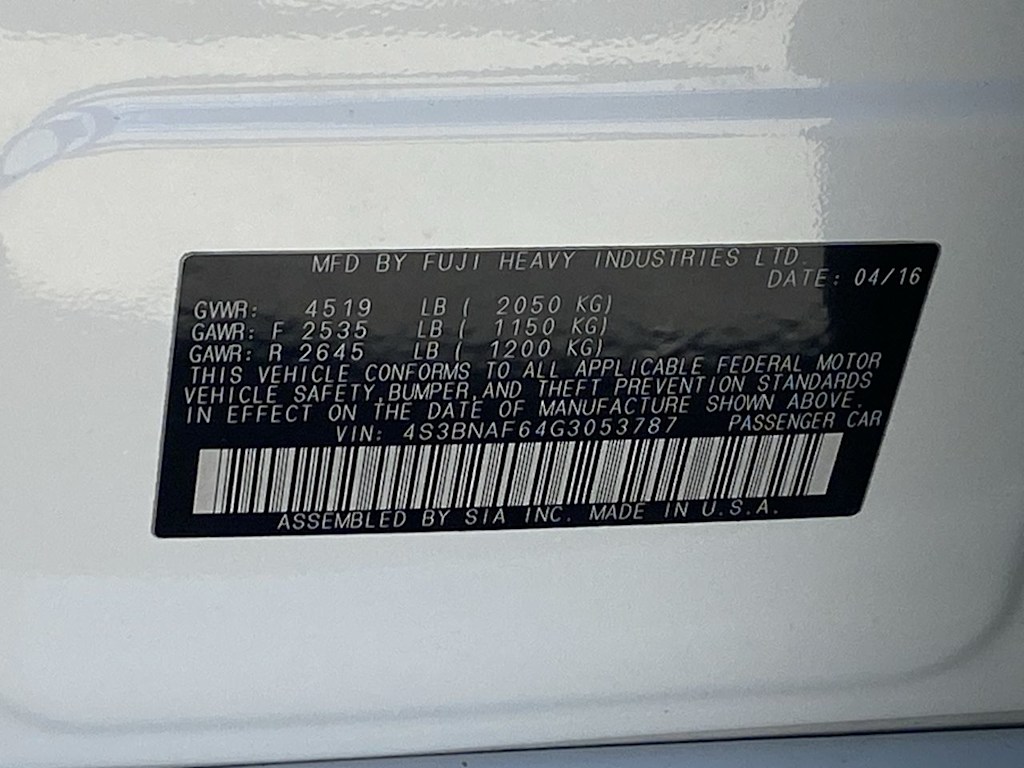 MFD BY FUJI HEAVY INDUSTRIES LTD.
DATE: 04/16
GVWR: 4519 LB ( 2050 KG)
GAWR: F 2535 LB ( 1150 KG)
GAWR: R 2645 LB ( 1200 KG)
THIS VEHICLE CONFORMS TO ALL APPLICABLE FEDERAL MOTOR
VEHICLE SAFETY,BUMPER,AND THEFT PREVENTION STANDARDS
IN EFFECT ON THE DATE OF MANUFACTURE SHOWN ABOVE.
VIN: 4S3BNAF64G3053787 PASSENGER CAR
ASSEMBLED BY SIA INC. MADE IN U.S.A.